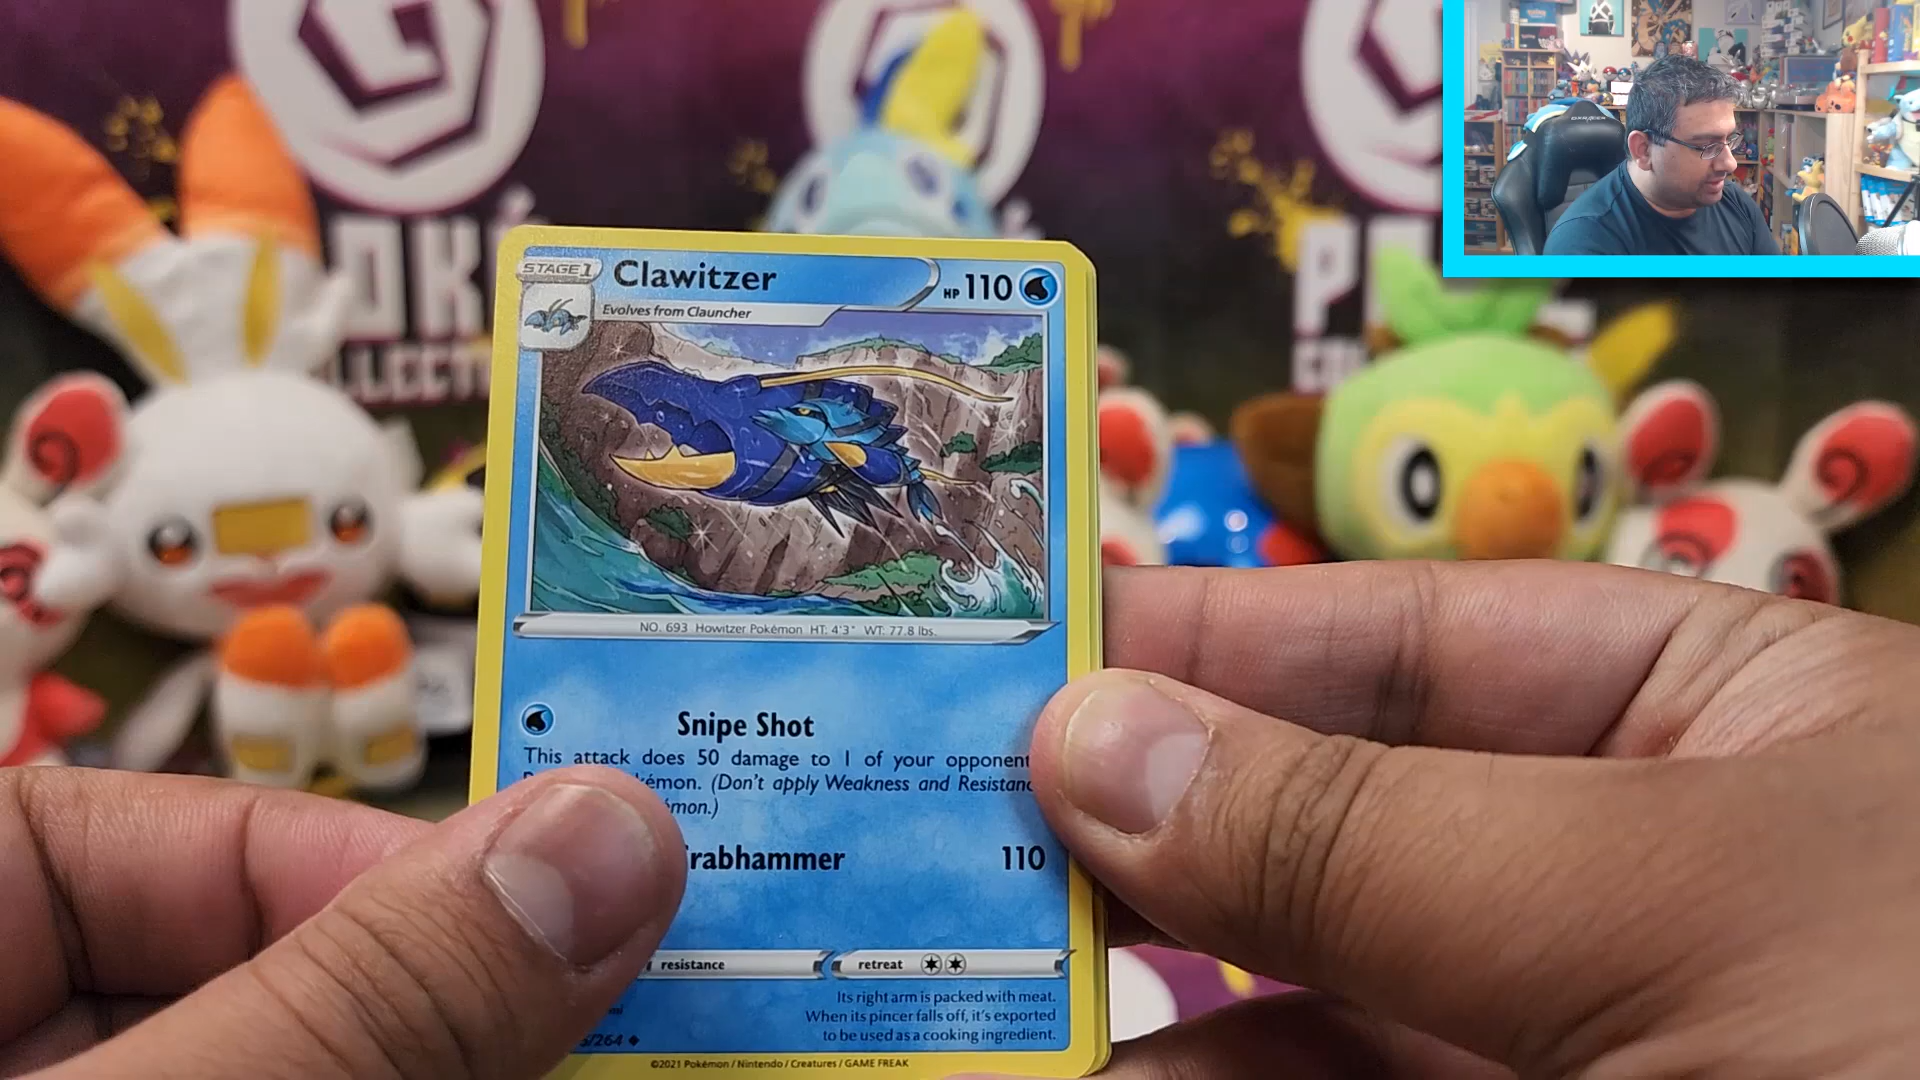 STAGE 1
Clawitzer
HP 110
Evolves from Clauncher
NO. 693 Howitzer Pokémon HT: 4'3" WT: 77.8 lbs.
Snipe Shot
This attack does 50 damage to 1 of your opponent
(Don't apply Weakness and
rabhammer 110
resistance
retreat
Its right arm is packed with meat.
When its pincer falls off, it's exported
to be used as a cooking ingredient.
/264
©2021 Pokémon / Nintendo / Creatures / GAME FREAK